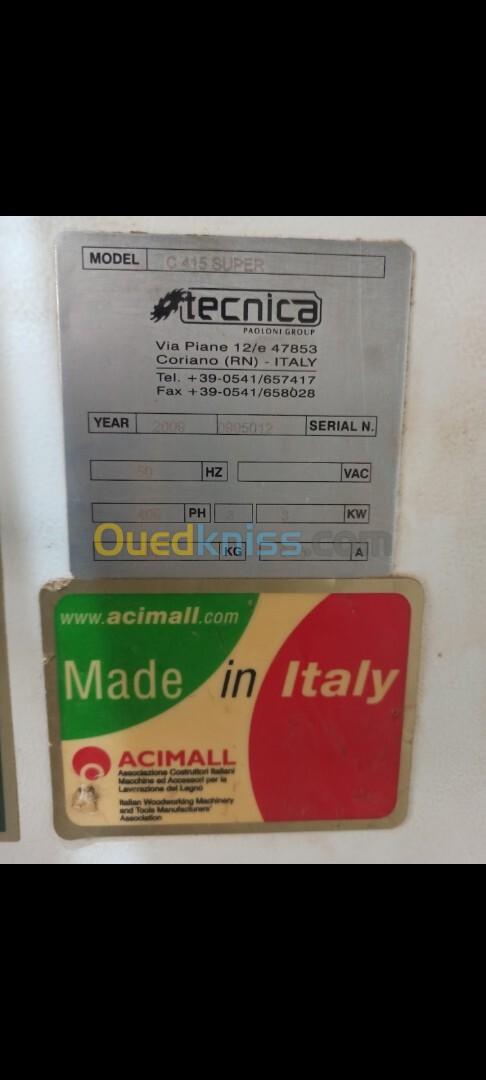 MODEL C 415 SUPER
tecnica
PAOLONI GROUP
Via Piane 12/e 47853
Coriano (RN) - ITALY
Tel. +39-0541/657417
Fax +39-0541/658028
YEAR 2008 0805012 SERIAL N.
50 HZ VAC
400 PH 3 3 KW
Ouedkniss.com
KG A
www.acimall.com
Made in Italy
ACIMALL
Associazione Costruttori Italiani
Macchine ed Accessori per la
Lavorazione del Legno
Italian Woodworking Machinery
and Tools Manufacturers'
Association